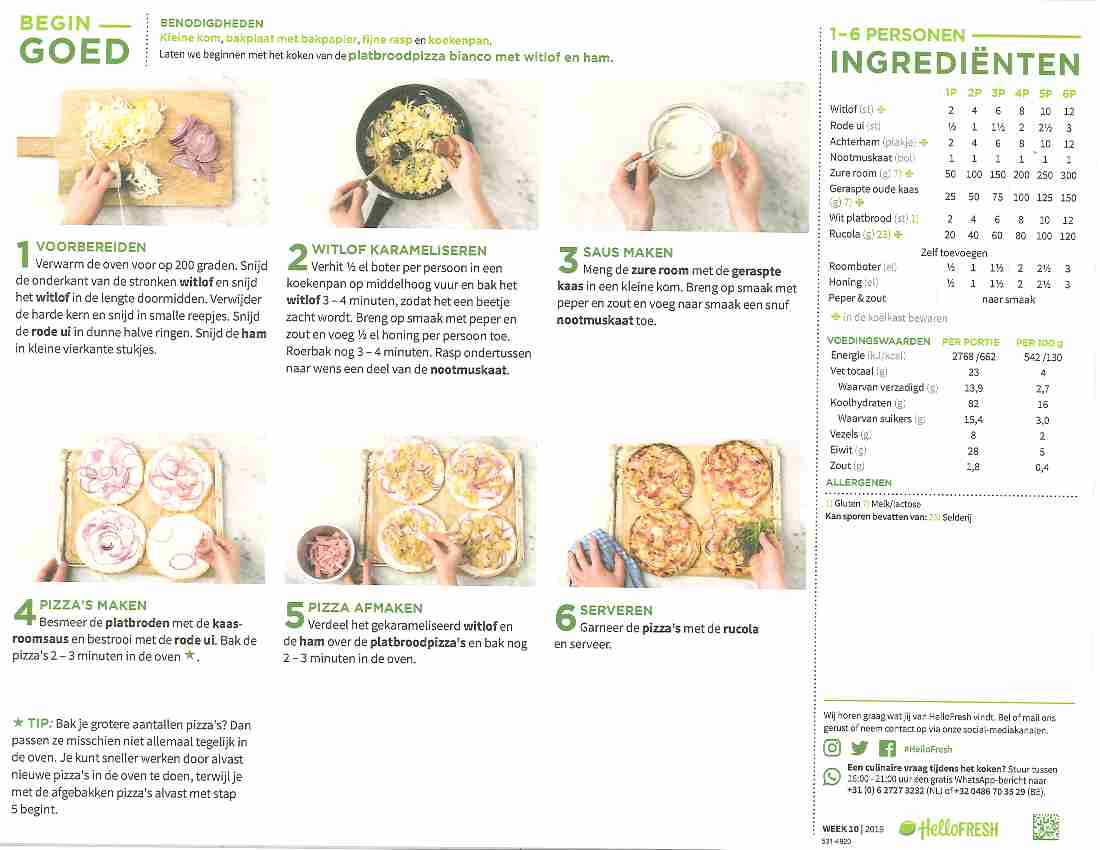 BEGIN
GOED
BENODIGDHEDEN
Kleine kom, bakplaat met bakpapier, fijne rasp en koekenpan.
Laten we beginnen met het koken van de platbroodpizza bianco met witlof en ham.
1 VOORBEREIDEN
Verwarm de oven voor op 200 graden. Snijd
de onderkant van de stronken witlof en snijd
het witlof in de lengte doormidden. Verwijder
de harde kern en snijd in smalle reepjes. Snijd
de rode ui in dunne halve ringen. Snijd de ham
in kleine vierkante stukjes.
2 WITLOF KARAMELISEREN
Verhit ½ el boter per persoon in een
koekenpan op middelhoog vuur en bak het
witlof 3 – 4 minuten, zodat het een beetje
zacht wordt. Breng op smaak met peper en
zout en voeg ½ el honing per persoon toe.
Roerbak nog 3 – 4 minuten. Rasp ondertussen
naar wens een deel van de nootmuskaat.
3 SAUS MAKEN
Meng de zure room met de geraspte
kaas in een kleine kom. Breng op smaak met
peper en zout en voeg naar smaak een snuf
nootmuskaat toe.
4 PIZZA'S MAKEN
Besmeer de platbroden met de kaas-
roomsaus en bestrooi met de rode ui. Bak de
pizza's 2 – 3 minuten in de oven ★.
5 PIZZA AFMAKEN
Verdeel het gekarameliseerd witlof en
de ham over de platbroodpizza's en bak nog
2 – 3 minuten in de oven.
6 SERVEREN
Garneer de pizza's met de rucola
en serveer.
★ TIP: Bak je grotere aantallen pizza's? Dan
passen ze misschien niet allemaal tegelijk in
de oven. Je kunt sneller werken door alvast
nieuwe pizza's in de oven te doen, terwijl je
met de afgebakken pizza's alvast met stap
5 begint.
1 – 6 PERSONEN
INGREDIËNTEN
1P 2P 3P 4P 5P 6P
Witlof (st) 2 4 6 8 10 12
Rode ui (st) ½ 1 1½ 2 2½ 3
Achterham (plakje) 2 4 6 8 10 12
Nootmuskaat (bol) 1 1 1 1 1 1
Zure room (g) 7) 50 100 150 200 250 300
Geraspte oude kaas
(g) 7) 25 50 75 100 125 150
Wit platbrood (st) 1) 2 4 6 8 10 12
Rucola (g) 23) 20 40 60 80 100 120
Zelf toevoegen
Roomboter (el) ½ 1 1½ 2 2½ 3
Honing (el) ½ 1 1½ 2 2½ 3
Peper & zout naar smaak
in de koelkast bewaren
VOEDINGSWAARDEN PER PORTIE PER 100 g
Energie (kJ/kcal) 2768 /662 542 /130
Vet totaal (g) 23 4
Waarvan verzadigd (g) 13,9 2,7
Koolhydraten (g) 82 16
Waarvan suikers (g) 15,4 3,0
Vezels (g) 8 2
Eiwit (g) 28 5
Zout (g) 1,8 0,4
ALLERGENEN
1) Gluten 7) Melk/lactose
Kan sporen bevatten van: 23) Selderij
Wij horen graag wat jij van HelloFresh vindt. Bel of mail ons
gerust of neem contact op via onze social-mediakanalen.
#HelloFresh
Een culinaire vraag tijdens het koken? Stuur tussen
16:00 - 21:00 uur een gratis WhatsApp-bericht naar
+31 (0) 6 2727 3232 (NL) of +32 0486 70 35 29 (BE).
WEEK 10 | 2019 HelloFRESH